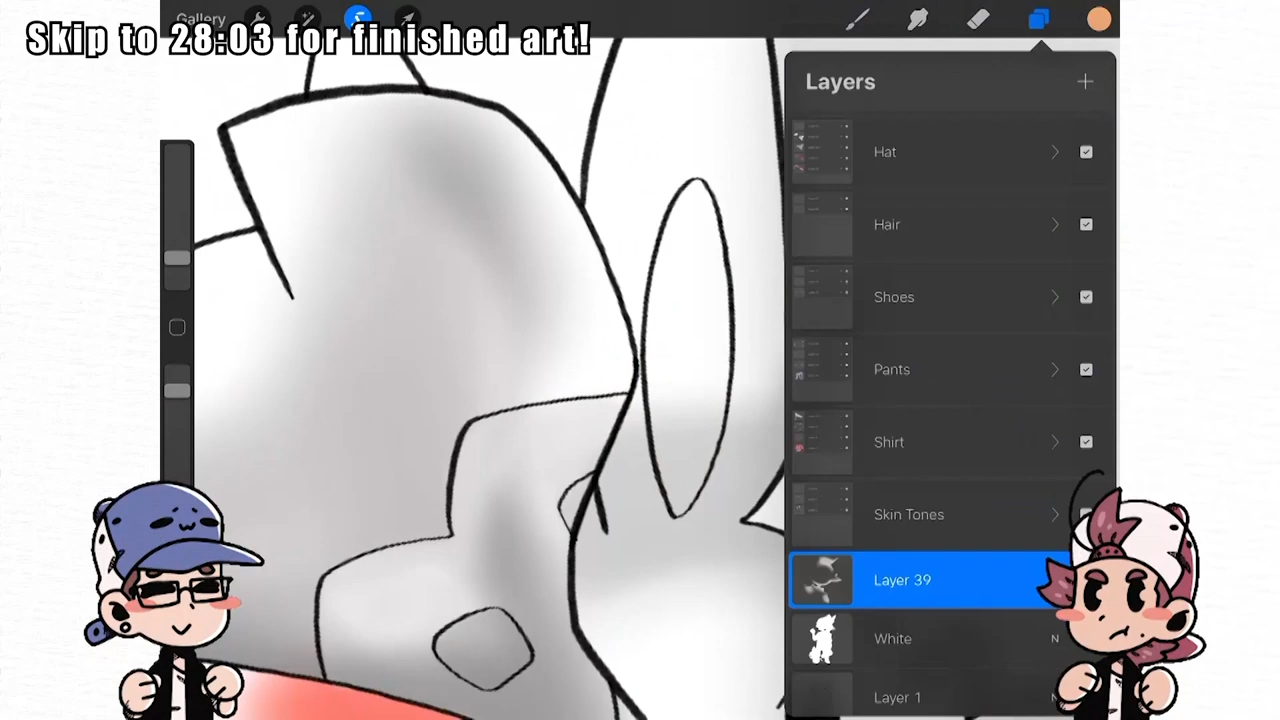 Gallery
Skip to 28:03 for finished art!
Layers
Hat
Hair
Shoes
Pants
Shirt
Skin Tones
Layer 39
White N
Layer 1